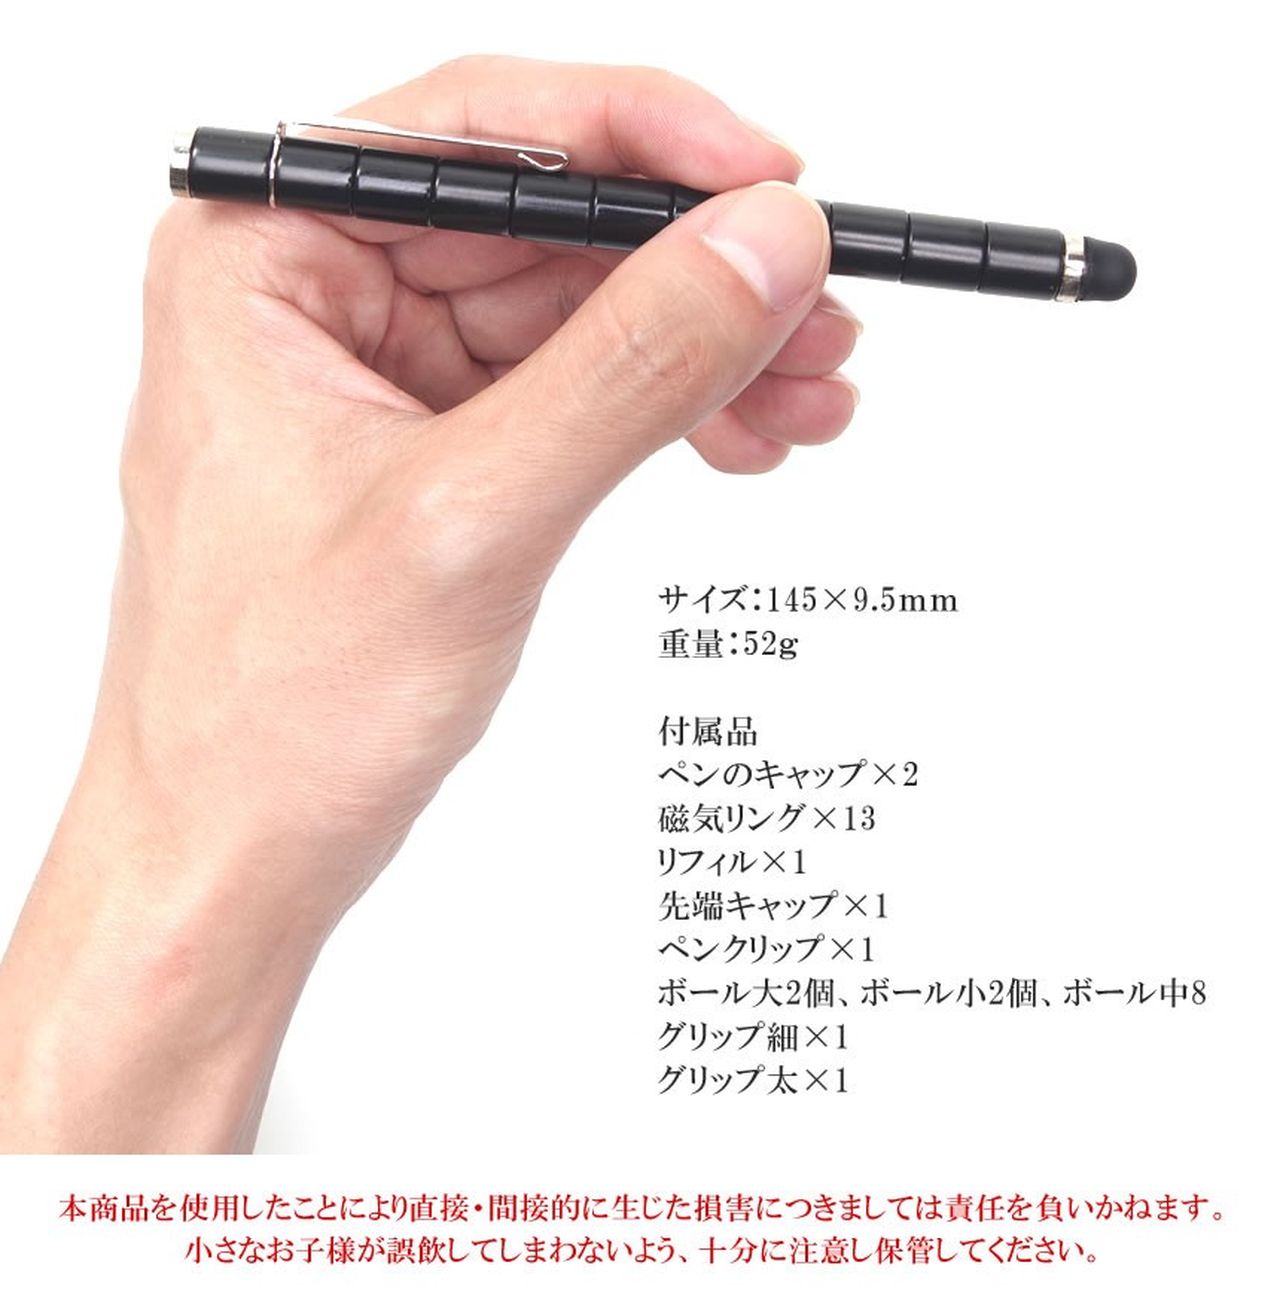 サイズ：145×9.5mm
重量：52g
付属品
ペンのキャップ×2
磁気リング×13
リフィル×1
先端キャップ×1
ペンクリップ×1
ボール大2個、ボール小2個、ボール中8
グリップ細×1
グリップ太×1
本商品を使用したことにより直接・間接的に生じた損害につきましては責任を負いかねます。
小さなお子様が誤飲してしまわないよう、十分に注意し保管してください。